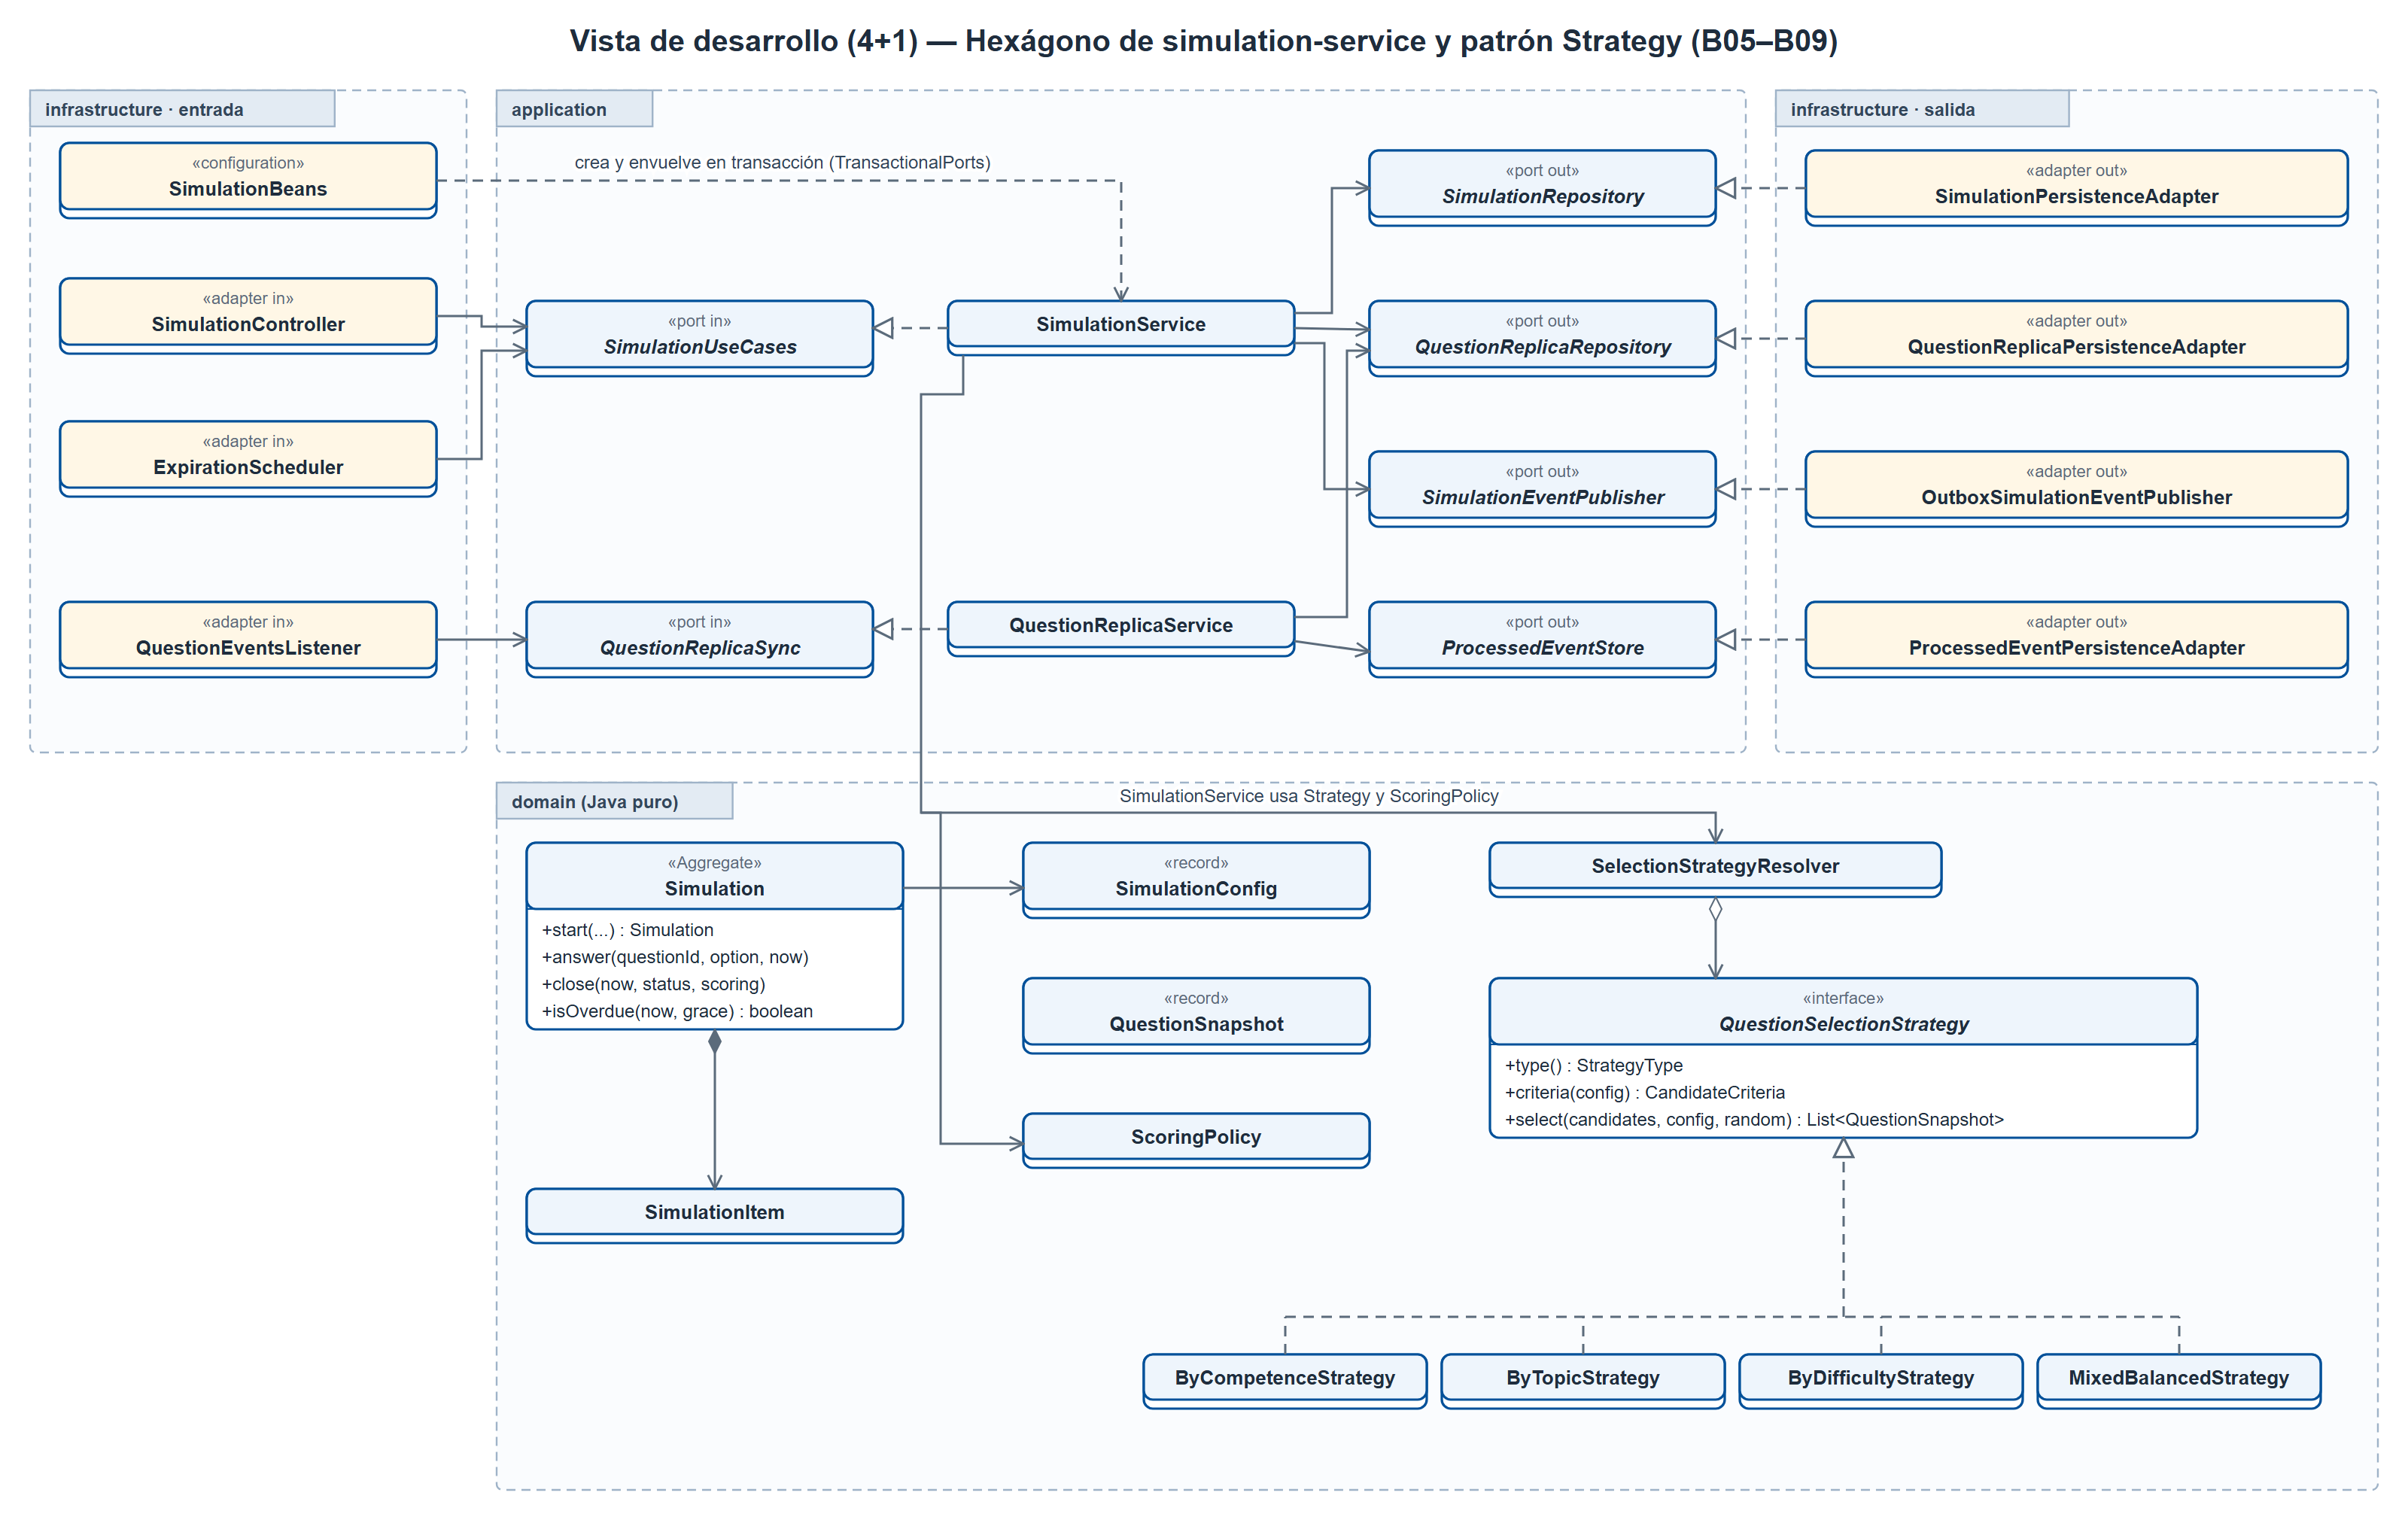 Vista de desarrollo (4+1) — Hexágono de simulation-service y patrón Strategy (B05–B09)
infrastructure · entrada
«configuration»
SimulationBeans
«adapter in»
SimulationController
«adapter in»
ExpirationScheduler
«adapter in»
QuestionEventsListener
application
crea y envuelve en transacción (TransactionalPorts)
«port in»
SimulationUseCases
SimulationService
«port in»
QuestionReplicaSync
QuestionReplicaService
«port out»
SimulationRepository
«port out»
QuestionReplicaRepository
«port out»
SimulationEventPublisher
«port out»
ProcessedEventStore
infrastructure · salida
«adapter out»
SimulationPersistenceAdapter
«adapter out»
QuestionReplicaPersistenceAdapter
«adapter out»
OutboxSimulationEventPublisher
«adapter out»
ProcessedEventPersistenceAdapter
domain (Java puro)
SimulationService usa Strategy y ScoringPolicy
«Aggregate»
Simulation
+start(...) : Simulation
+answer(questionId, option, now)
+close(now, status, scoring)
+isOverdue(now, grace) : boolean
SimulationItem
«record»
SimulationConfig
«record»
QuestionSnapshot
ScoringPolicy
SelectionStrategyResolver
«interface»
QuestionSelectionStrategy
+type() : StrategyType
+criteria(config) : CandidateCriteria
+select(candidates, config, random) : List<QuestionSnapshot>
ByCompetenceStrategy
ByTopicStrategy
ByDifficultyStrategy
MixedBalancedStrategy